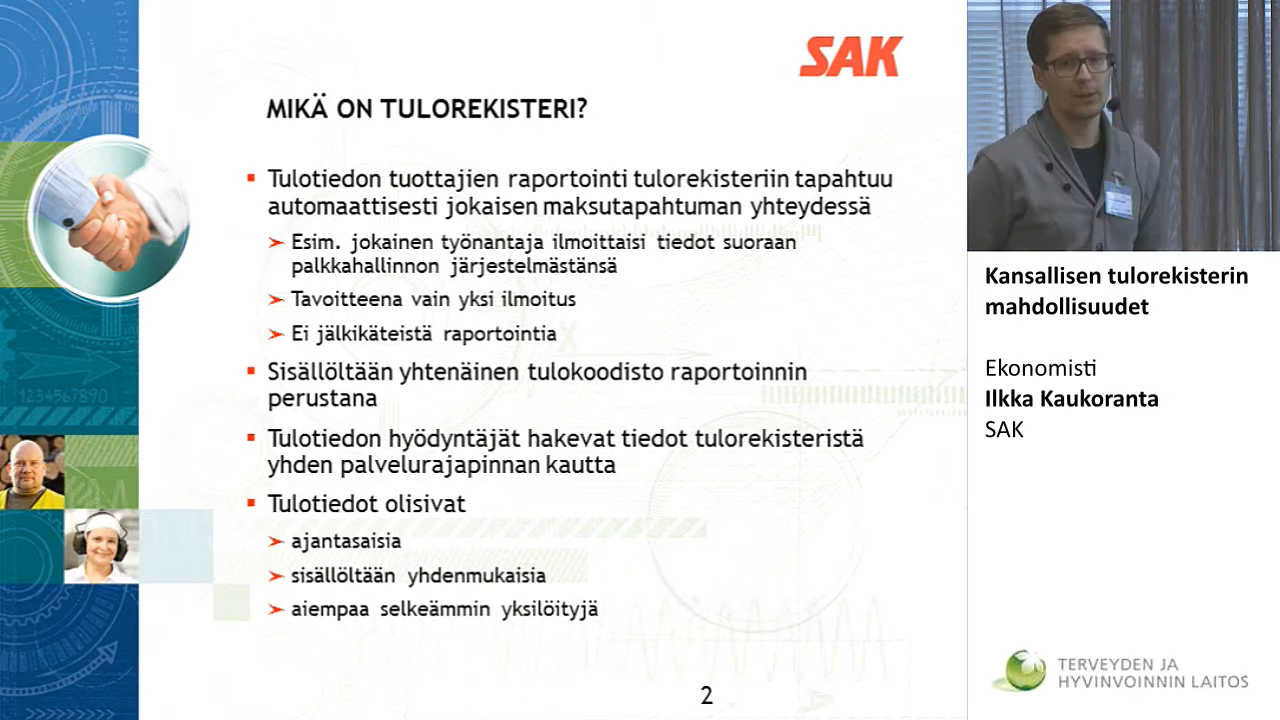 SAK
MIKÄ ON TULOREKISTERI?
Tulotiedon tuottajien raportointi tulorekisteriin tapahtuu
automaattisesti jokaisen maksutapahtuman yhteydessä
Esim. jokainen työnantaja ilmoittaisi tiedot suoraan
palkkahallinnon järjestelmästänsä
Tavoitteena vain yksi ilmoitus
Ei jälkikäteistä raportointia
Sisällöltään yhtenäinen tulokoodisto raportoinnin
perustana
Tulotiedon hyödyntäjät hakevat tiedot tulorekisteristä
yhden palvelurajapinnan kautta
Tulotiedot olisivat
ajantasaisia
sisällöltään yhdenmukaisia
aiempaa selkeämmin yksilöityjä
2
1234567890
Kansallisen tulorekisterin
mahdollisuudet
Ekonomisti
Ilkka Kaukoranta
SAK
TERVEYDEN JA
HYVINVOINNIN LAITOS